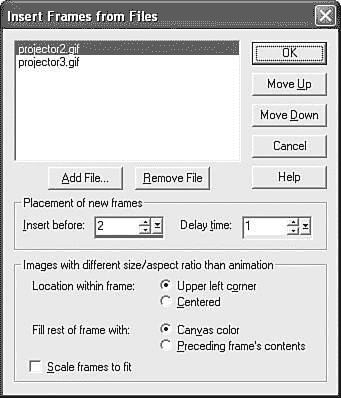 Insert Frames from Files
projector2.gif
projector3.gif
OK
Move Up
Move Down
Cancel
Help
Add File...
Remove File
Placement of new frames
Insert before: 2 Delay time: 1
Images with different size/aspect ratio than animation
Location within frame: Upper left corner
Centered
Fill rest of frame with: Canvas color
Preceding frame's contents
Scale frames to fit